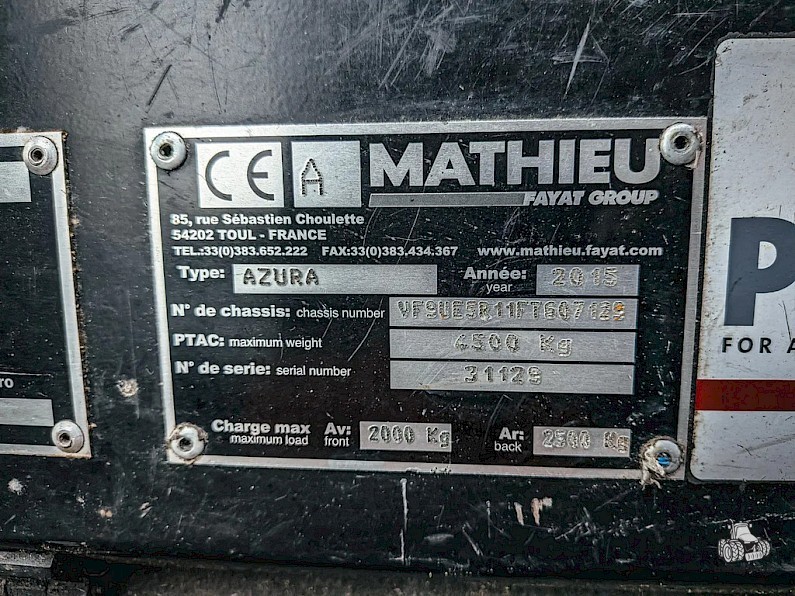 CE A MATHIEU
FAYAT GROUP
85, rue Sébastien Choulette
54202 TOUL - FRANCE
TEL.:33(0)383.652.222 FAX:33(0)383.434.367 www.mathieu.fayat.com
Type: AZURA Année: 2015
year
N° de chassis: chassis number VF9UE5R11FT607129
PTAC: maximum weight 4500 Kg
N° de serie: serial number 31129
Charge max Av: 2000 Kg Ar: 2500 Kg
maximum load front back
ro
P
FOR A